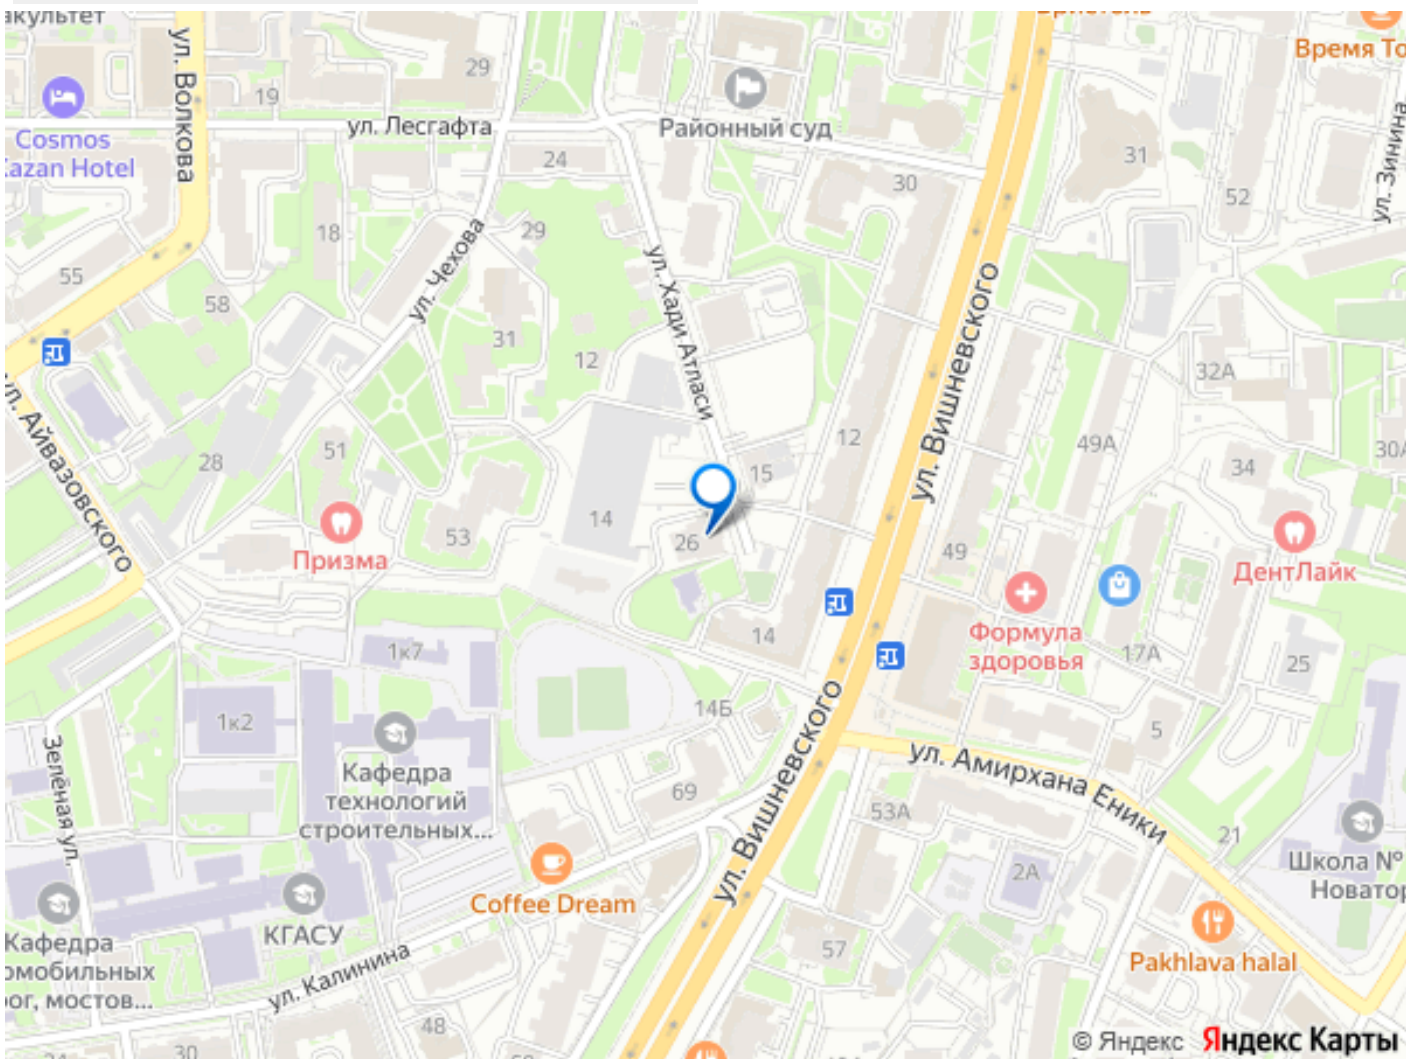 акультет
ул. Волкова
29
19
Cosmos
Kazan Hotel
ул. Лесгафта
24
Районный суд
30
31
Время То
ул. Зинина
52
55
58
18
29
ул. Чехова
31
12
ул. Хади Атласи
ул. Вишневского
32А
ул. Айвазовского
28
51
Призма
53
14
26
15
12
49А
34
30А
ДентЛайк
49
Формула
здоровья
17А
25
14
14Б
1к7
1к2
Кафедра
технологий
строительных...
Зелёная ул.
69
ул. Вишневского
ул. Амирхана Еники
5
53А
21
2А
Школа №
Новатор
Coffee Dream
КГАСУ
Кафедра
омобильных
рог, мостов...
ул. Калинина
57
Pakhlava halal
48
30
© Яндекс Яндекс Карты